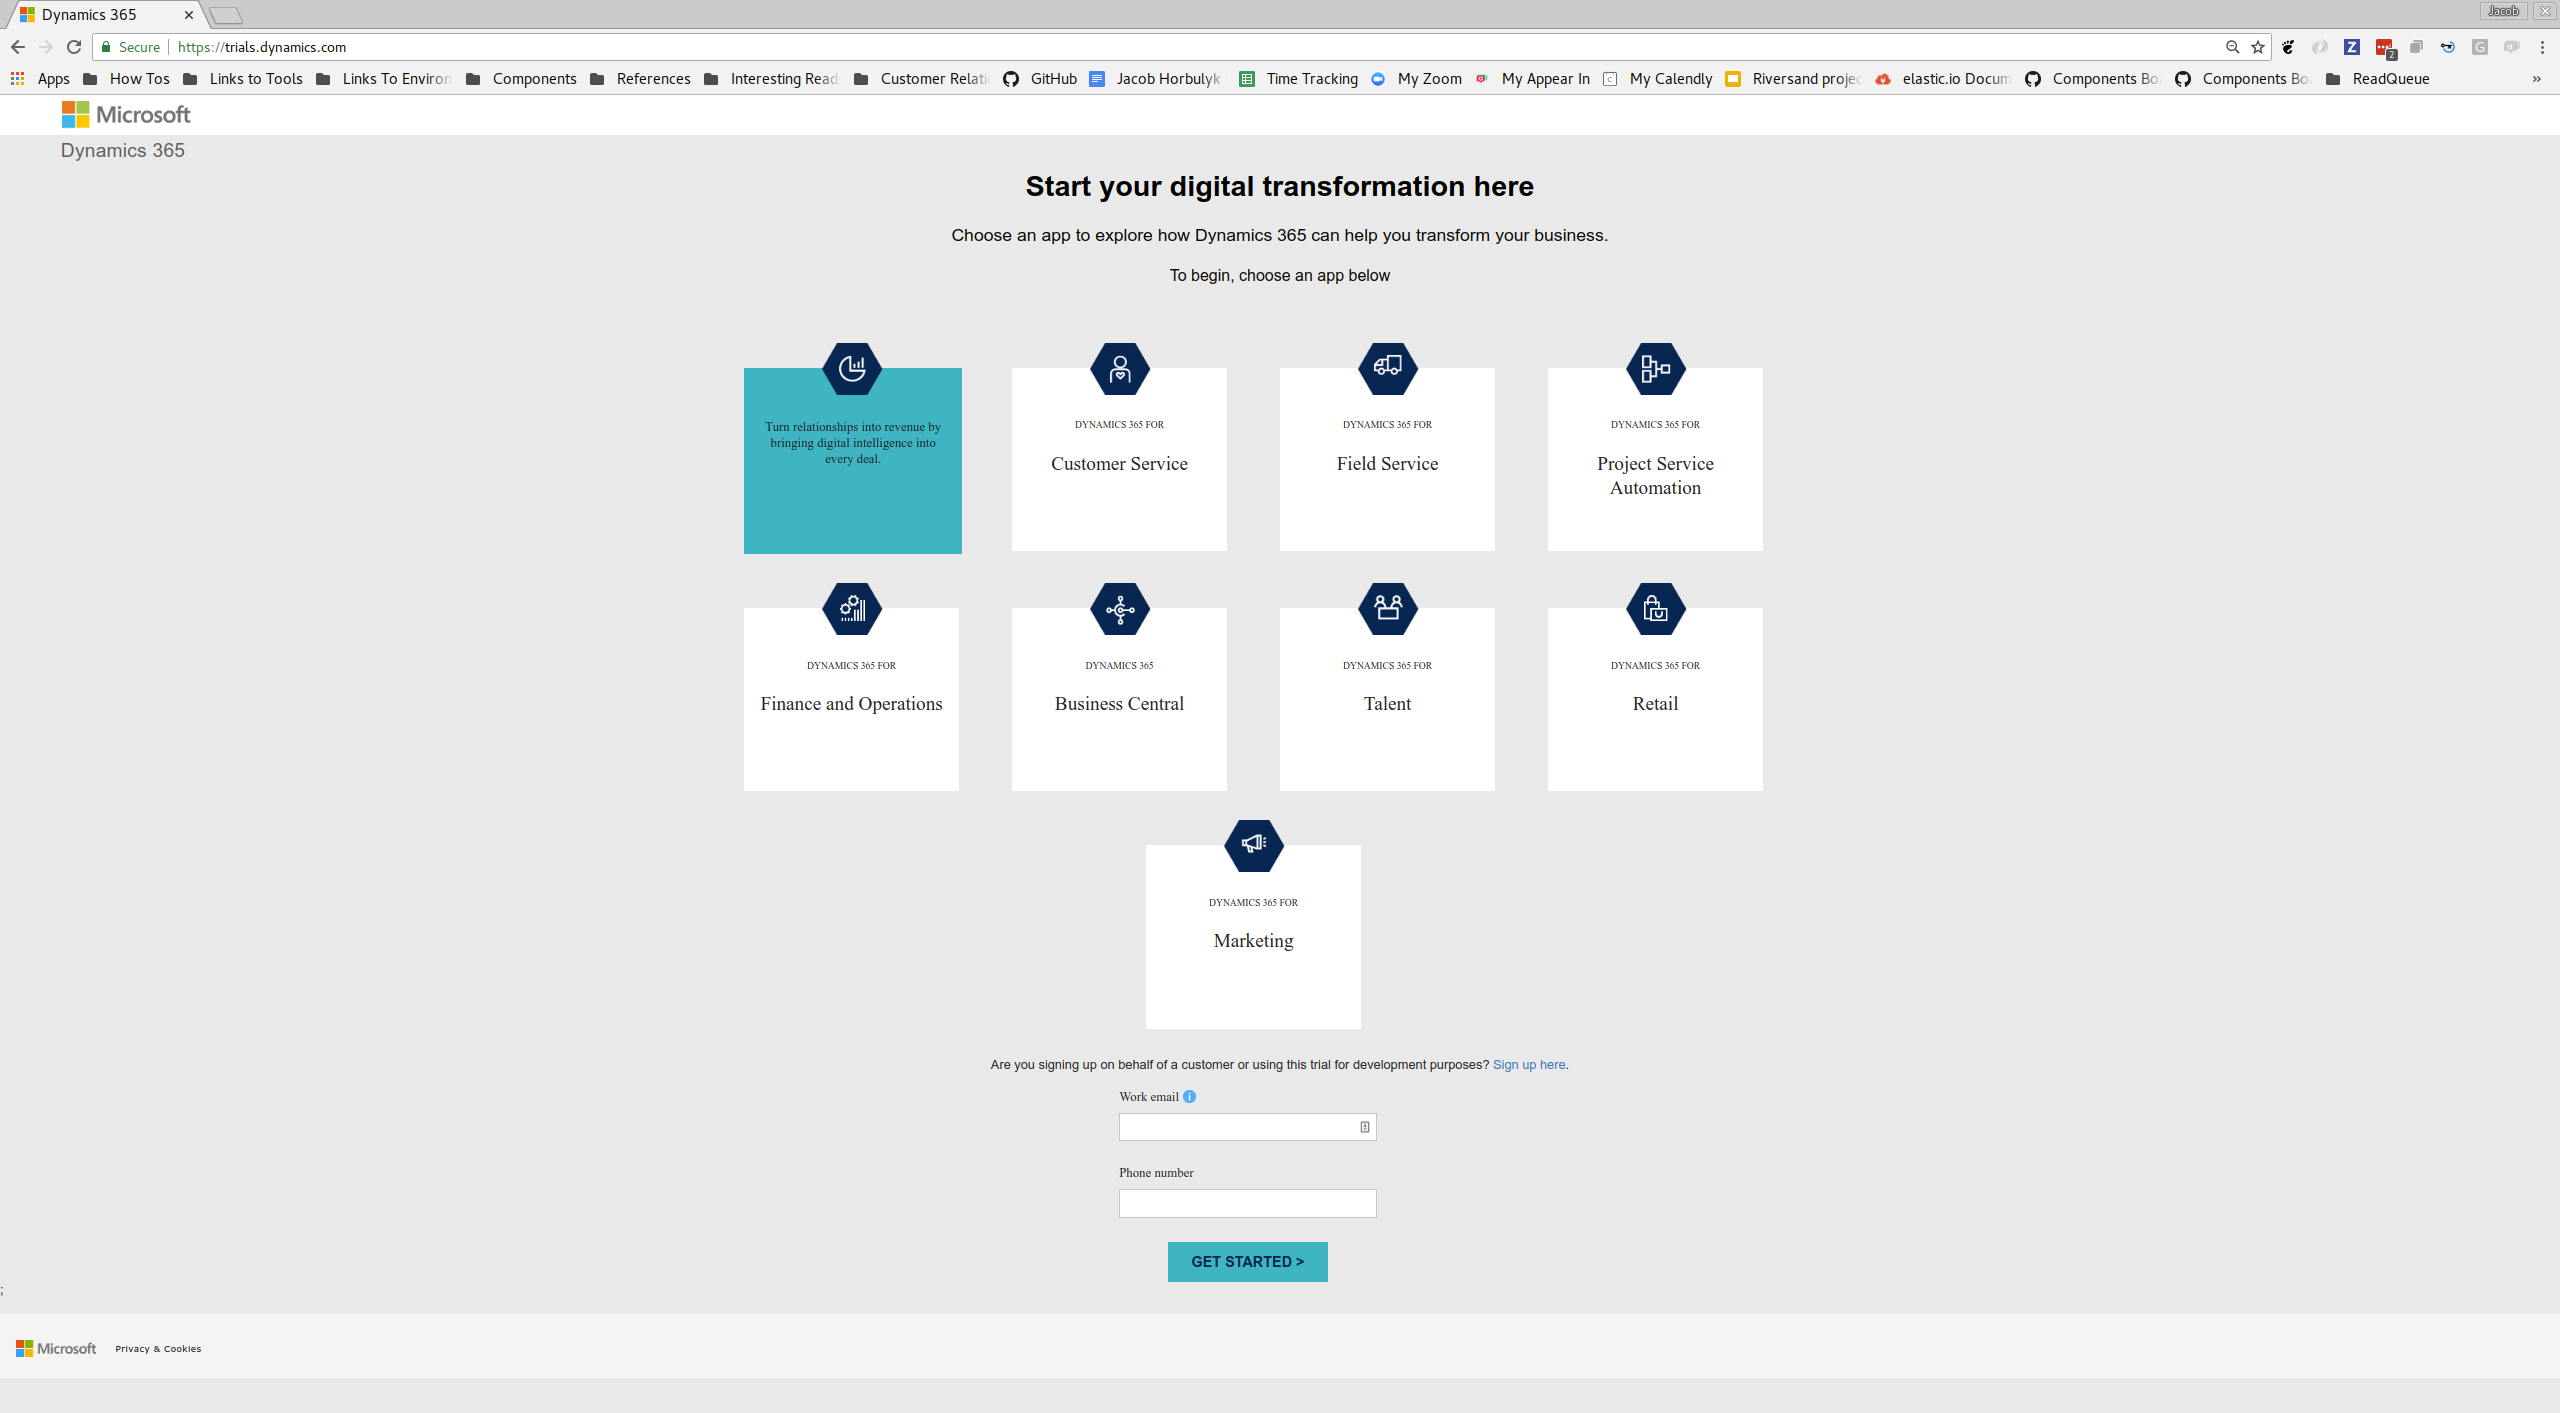 Dynamics 365
Jacob
Secure https://trials.dynamics.com
2
Apps How Tos Links to Tools Links To Environ Components References Interesting Read Customer Relati GitHub Jacob Horbulyk Time Tracking My Zoom My Appear In My Calendly Riversand projec elastic.io Docum Components Bo Components Bo ReadQueue »
Microsoft
Dynamics 365
Start your digital transformation here
Choose an app to explore how Dynamics 365 can help you transform your business.
To begin, choose an app below
Turn relationships into revenue by
bringing digital intelligence into
every deal.
DYNAMICS 365 FOR
Customer Service
DYNAMICS 365 FOR
Field Service
DYNAMICS 365 FOR
Project Service
Automation
DYNAMICS 365 FOR
Finance and Operations
DYNAMICS 365
Business Central
DYNAMICS 365 FOR
Talent
DYNAMICS 365 FOR
Retail
DYNAMICS 365 FOR
Marketing
Are you signing up on behalf of a customer or using this trial for development purposes? Sign up here.
Work email
Phone number
GET STARTED >
;
Microsoft Privacy & Cookies